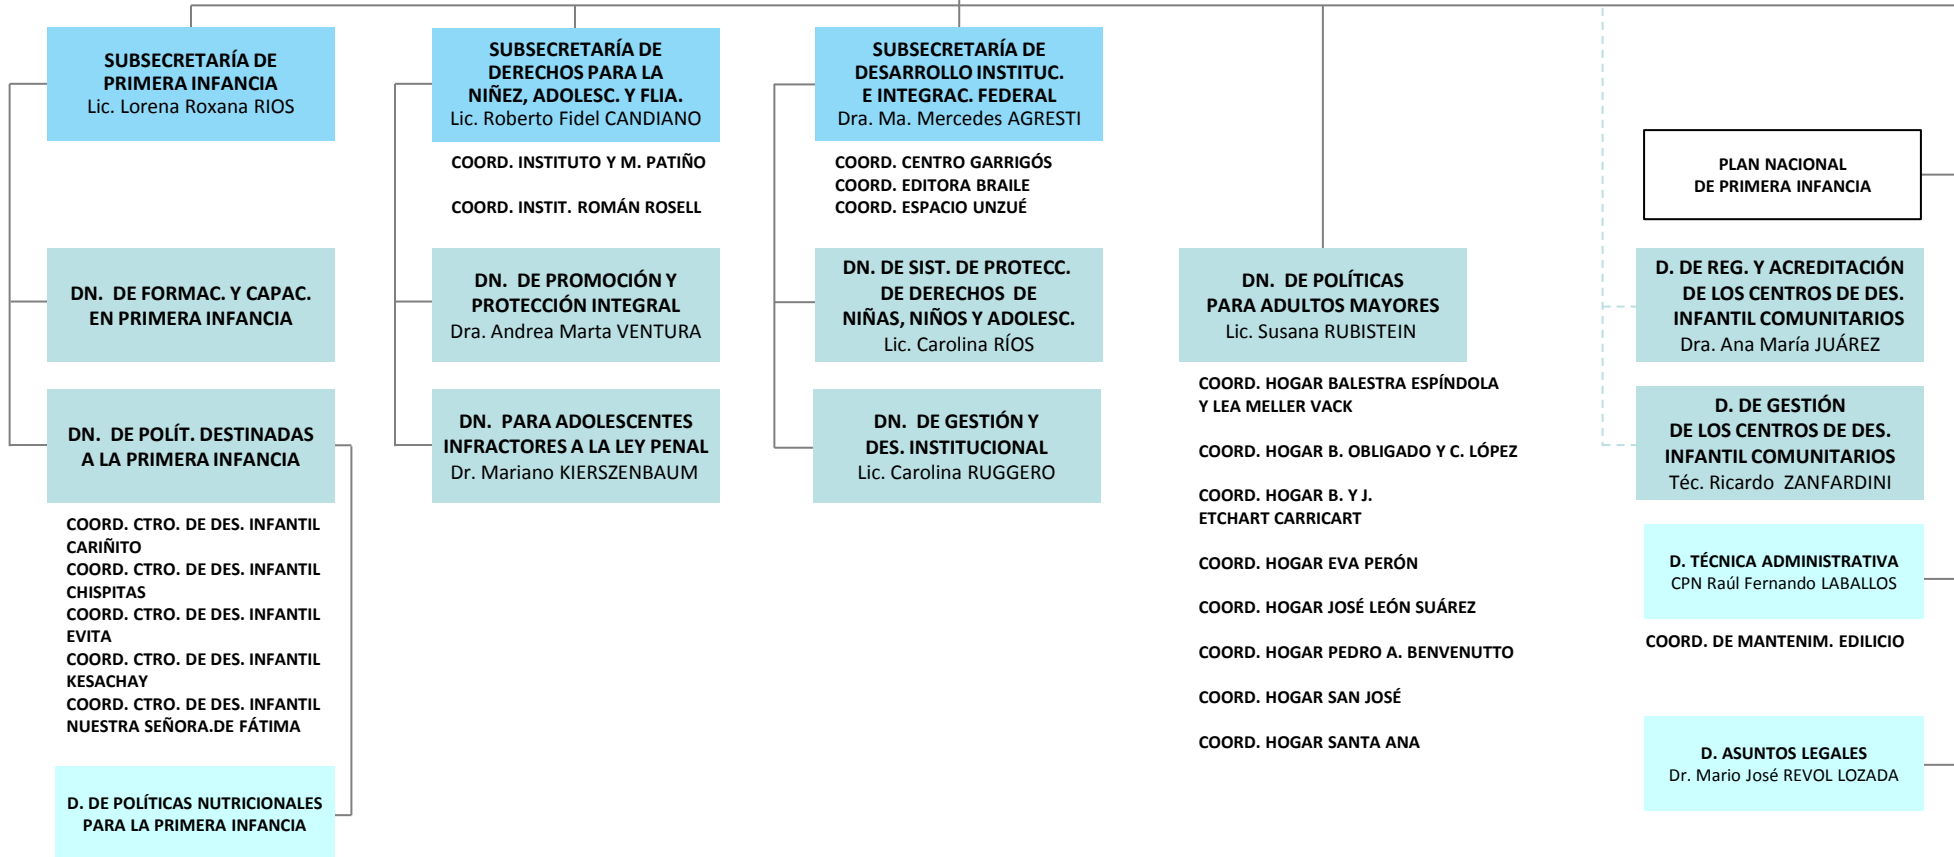 SUBSECRETARÍA DE
PRIMERA INFANCIA
Lic. Lorena Roxana RIOS
DN. DE FORMAC. Y CAPAC.
EN PRIMERA INFANCIA
DN. DE POLÍT. DESTINADAS
A LA PRIMERA INFANCIA
COORD. CTRO. DE DES. INFANTIL
CARIÑITO
COORD. CTRO. DE DES. INFANTIL
CHISPITAS
COORD. CTRO. DE DES. INFANTIL
EVITA
COORD. CTRO. DE DES. INFANTIL
KESACHAY
COORD. CTRO. DE DES. INFANTIL
NUESTRA SEÑORA.DE FÁTIMA
D. DE POLÍTICAS NUTRICIONALES
PARA LA PRIMERA INFANCIA
SUBSECRETARÍA DE
DERECHOS PARA LA
NIÑEZ, ADOLESC. Y FLIA.
Lic. Roberto Fidel CANDIANO
COORD. INSTITUTO Y M. PATIÑO
COORD. INSTIT. ROMÁN ROSELL
DN. DE PROMOCIÓN Y
PROTECCIÓN INTEGRAL
Dra. Andrea Marta VENTURA
DN. PARA ADOLESCENTES
INFRACTORES A LA LEY PENAL
Dr. Mariano KIERSZENBAUM
SUBSECRETARÍA DE
DESARROLLO INSTITUC.
E INTEGRAC. FEDERAL
Dra. Ma. Mercedes AGRESTI
COORD. CENTRO GARRIGÓS
COORD. EDITORA BRAILE
COORD. ESPACIO UNZUÉ
DN. DE SIST. DE PROTECC.
DE DERECHOS DE
NIÑAS, NIÑOS Y ADOLESC.
Lic. Carolina RÍOS
DN. DE GESTIÓN Y
DES. INSTITUCIONAL
Lic. Carolina RUGGERO
DN. DE POLÍTICAS
PARA ADULTOS MAYORES
Lic. Susana RUBISTEIN
COORD. HOGAR BALESTRA ESPÍNDOLA
Y LEA MELLER VACK
COORD. HOGAR B. OBLIGADO Y C. LÓPEZ
COORD. HOGAR B. Y J.
ETCHART CARRICART
COORD. HOGAR EVA PERÓN
COORD. HOGAR JOSÉ LEÓN SUÁREZ
COORD. HOGAR PEDRO A. BENVENUTTO
COORD. HOGAR SAN JOSÉ
COORD. HOGAR SANTA ANA
PLAN NACIONAL
DE PRIMERA INFANCIA
D. DE REG. Y ACREDITACIÓN
DE LOS CENTROS DE DES.
INFANTIL COMUNITARIOS
Dra. Ana María JUÁREZ
D. DE GESTIÓN
DE LOS CENTROS DE DES.
INFANTIL COMUNITARIOS
Téc. Ricardo ZANFARDINI
D. TÉCNICA ADMINISTRATIVA
CPN Raúl Fernando LABALLOS
COORD. DE MANTENIM. EDILICIO
D. ASUNTOS LEGALES
Dr. Mario José REVOL LOZADA